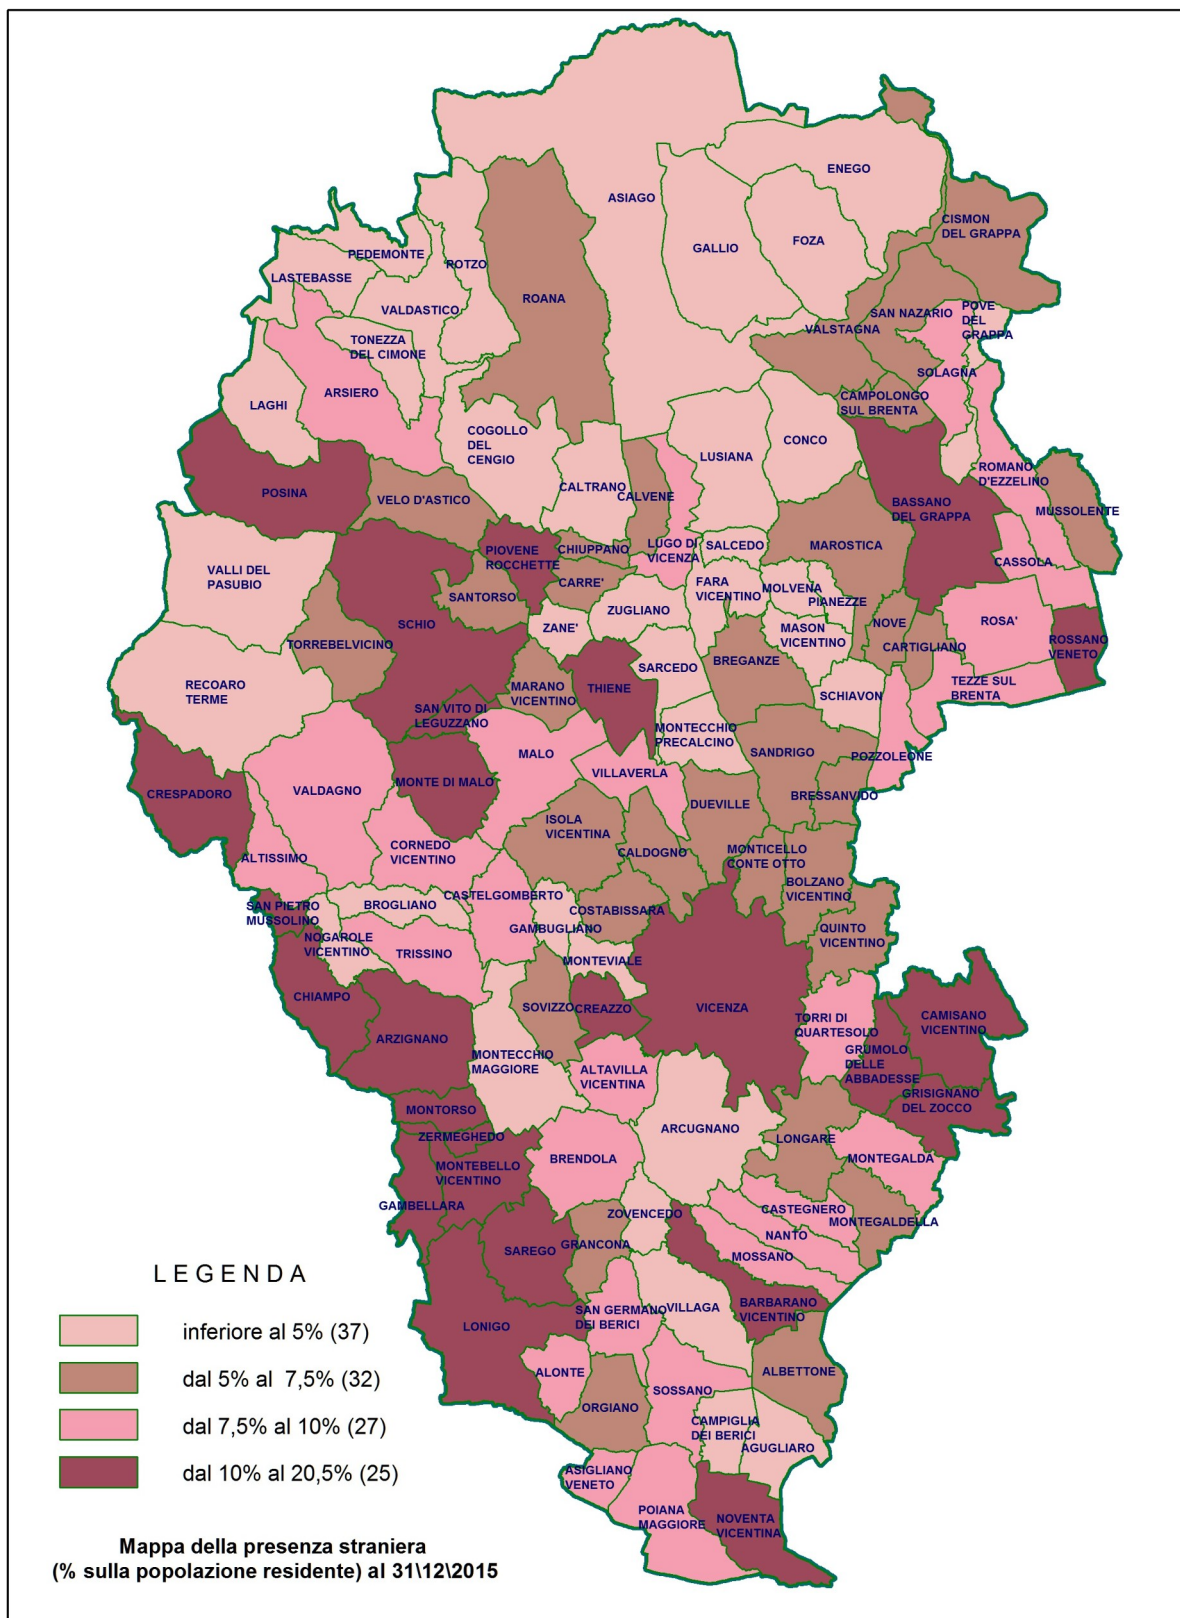 ENEGO
ASIAGO
CISMON
DEL GRAPPA
FOZA
GALLIO
PEDEMONTE
ROTZO
LASTEBASSE
ROANA
VALDASTICO
SAN NAZARIO
POVE
DEL
GRAPPA
VALSTAGNA
TONEZZA
DEL CIMONE
SOLAGNA
ARSIERO
CAMPOLONGO
SUL BRENTA
LAGHI
COGOLLO
DEL
CENGIO
CONCO
LUSIANA
ROMANO
D'EZZELINO
CALTRANO
CALVENE
POSINA
VELO D'ASTICO
BASSANO
DEL GRAPPA
MUSSOLENTE
PIOVENE
ROCCHETTE
CHIUPPANO
LUGO DI
VICENZA
SALCEDO
MAROSTICA
CASSOLA
VALLI DEL
PASUBIO
CARRE'
FARA
VICENTINO
MOLVENA
PIANEZZE
SANTORSO
ZUGLIANO
SCHIO
ZANE'
MASON
VICENTINO
NOVE
ROSA'
TORREBELVICINO
CARTIGLIANO
ROSSANO
VENETO
SARCEDO
BREGANZE
RECOARO
TERME
MARANO
VICENTINO
THIENE
SCHIAVON
TEZZE SUL
BRENTA
SAN VITO DI
LEGUZZANO
MONTECCHIO
PRECALCINO
MALO
SANDRIGO
POZZOLEONE
VILLAVERLA
MONTE DI MALO
VALDAGNO
CRESPADORO
BRESSANVIDO
DUEVILLE
ISOLA
VICENTINA
CORNEDO
VICENTINO
CALDOGNO
MONTICELLO
CONTE OTTO
ALTISSIMO
BOLZANO
VICENTINO
CASTELGOMBERTO
BROGLIANO
SAN PIETRO
MUSSOLINO
COSTABISSARA
GAMBUGLIANO
QUINTO
VICENTINO
NOGAROLE
VICENTINO
TRISSINO
MONTEVIALE
CHIAMPO
SOVIZZO
CREAZZO
VICENZA
TORRI DI
QUARTESOLO
CAMISANO
VICENTINO
ARZIGNANO
GRUMOLO
DELLE
ABBADESSE
MONTECCHIO
MAGGIORE
ALTAVILLA
VICENTINA
GRISIGNANO
DEL ZOCCO
MONTORSO
ARCUGNANO
ZERMEGHEDO
LONGARE
BRENDOLA
MONTEGALDA
MONTEBELLO
VICENTINO
GAMBELLARA
ZOVENCEDO
CASTEGNERO
MONTEGALDELLA
NANTO
GRANCONA
SAREGO
MOSSANO
BARBARANO
VICENTINO
SAN GERMANO
DEI BERICI
VILLAGA
LONIGO
ALONTE
ALBETTONE
SOSSANO
ORGIANO
CAMPIGLIA
DEI BERICI
AGUGLIARO
ASIGLIANO
VENETO
POIANA
MAGGIORE
NOVENTA
VICENTINA
LEGENDA
inferiore al 5% (37)
dal 5% al 7,5% (32)
dal 7,5% al 10% (27)
dal 10% al 20,5% (25)
Mappa della presenza straniera
(% sulla popolazione residente) al 31\12\2015